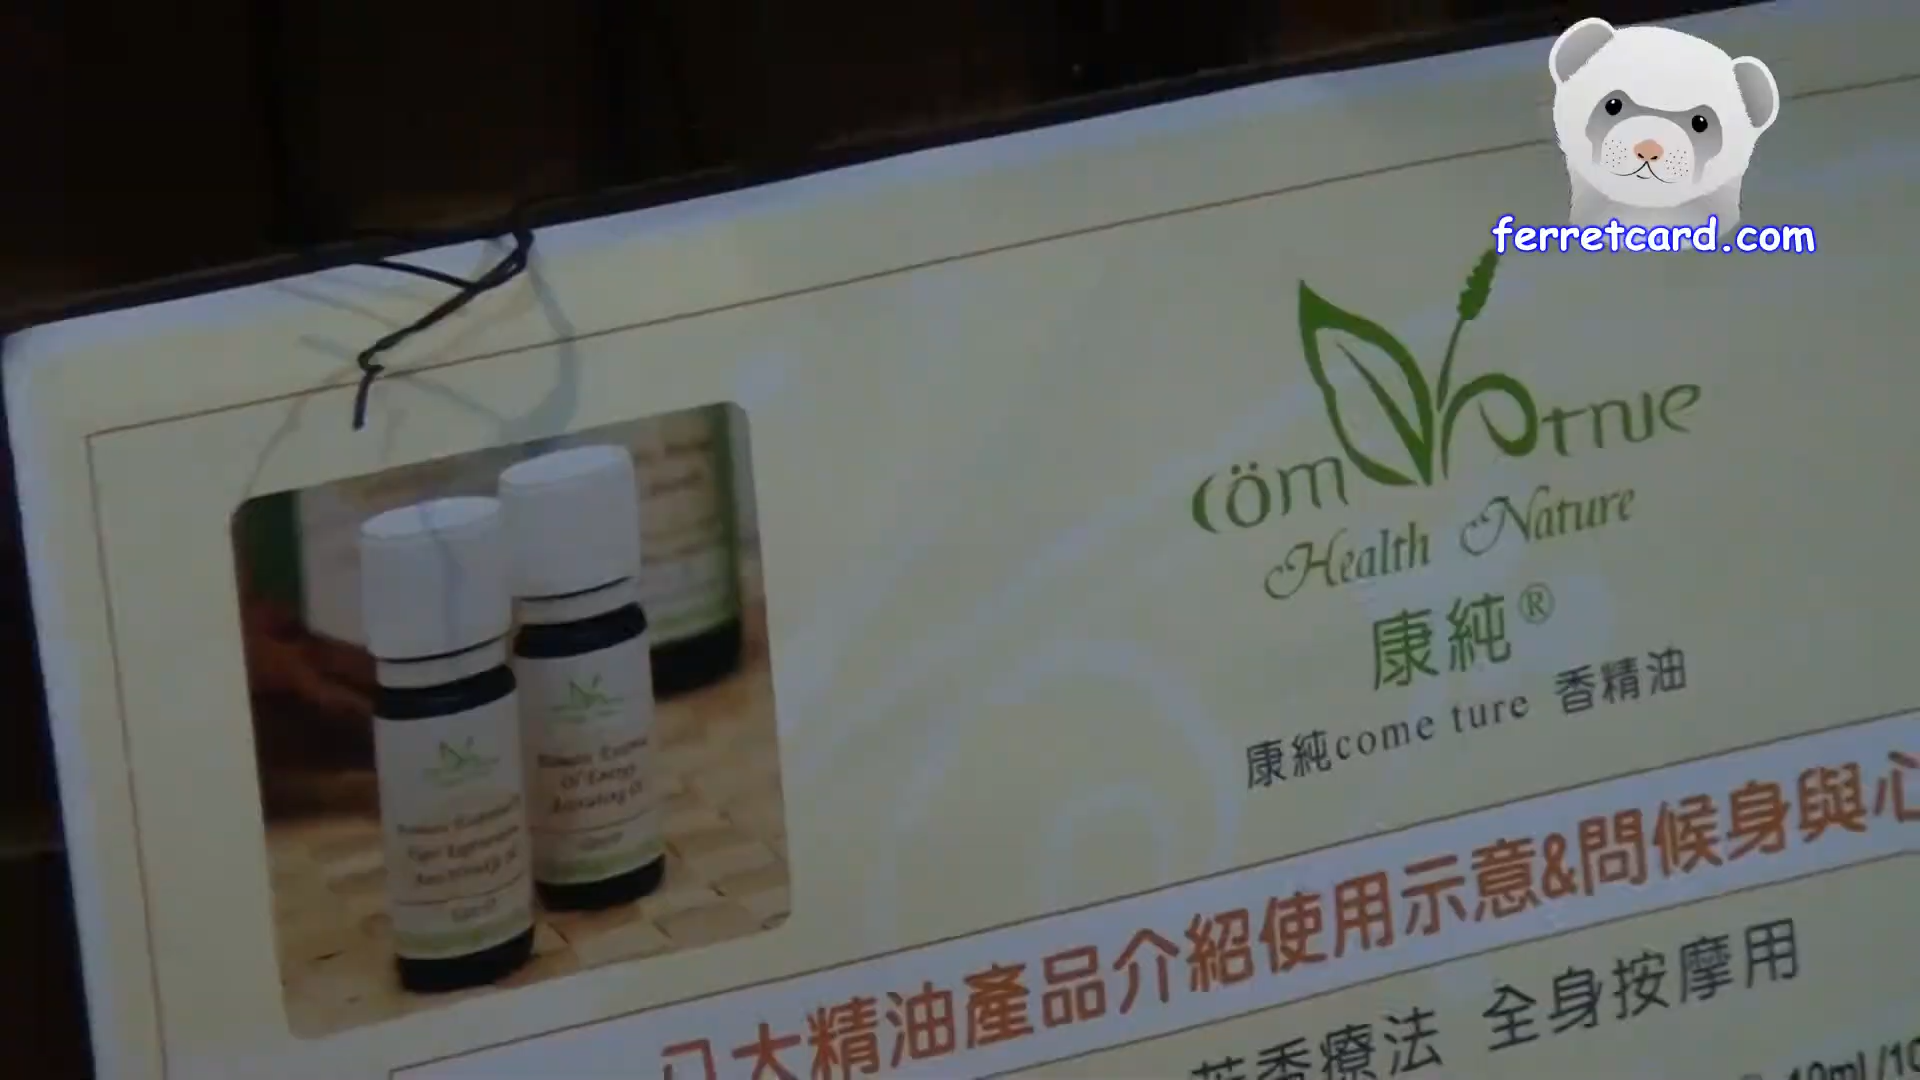 ferretcard.com
cöm true
Health Nature
康純®
康純come ture 香精油
大精油產品介紹使用示意&問候身與心
香療法 全身按摩用
10ml/10